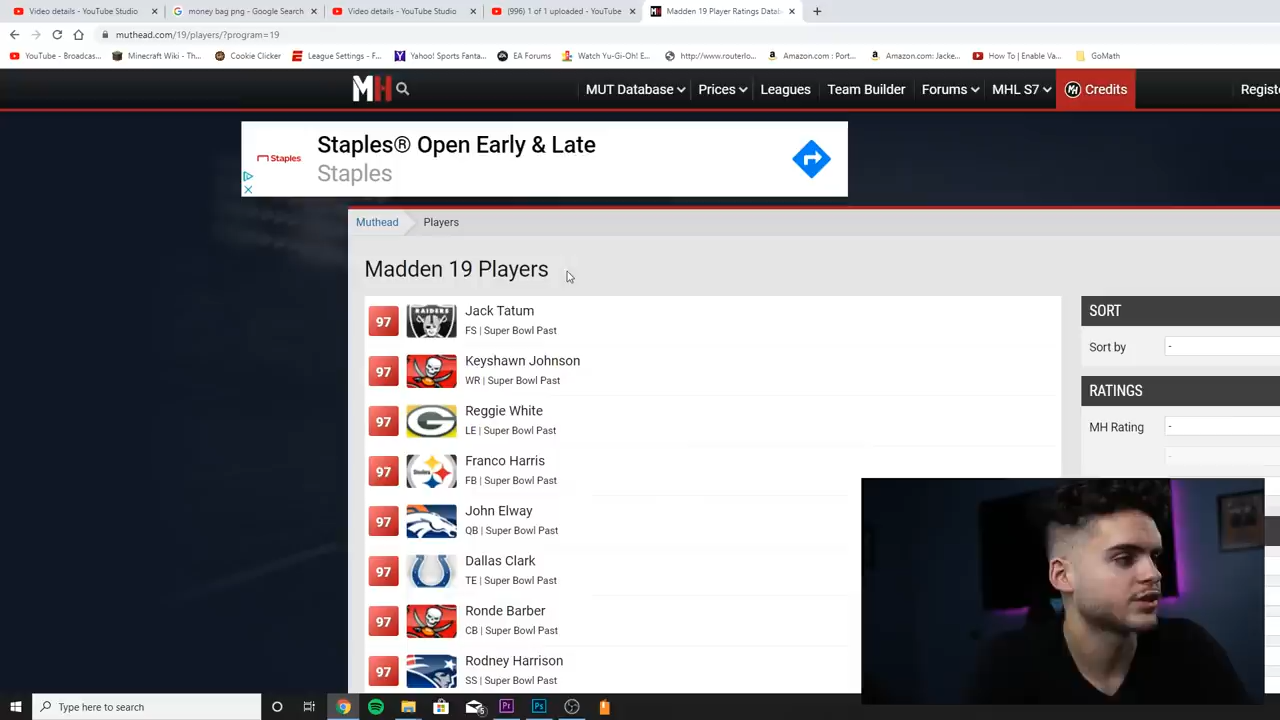 Video details - YouTube Studio
money bag png - Google Search
Video details - YouTube Studio
(996) 1 of 1 uploaded - YouTube
Madden 19 Player Ratings Datab
muthead.com/19/players/?program=19
YouTube - Broadcas...
Minecraft Wiki - Th...
Cookie Clicker
League Settings - F...
Yahoo! Sports Fanta...
EA Forums
Watch Yu-Gi-Oh! E...
http://www.routerlo...
Amazon.com : Port...
Amazon.com: Jacke...
How To | Enable Va...
GoMath
MH
MUT Database
Prices
Leagues
Team Builder
Forums
MHL S7
MH Credits
Registe
Staples
Staples® Open Early & Late
Staples
Muthead
Players
Madden 19 Players
97
RAIDERS
Jack Tatum
FS | Super Bowl Past
97
Keyshawn Johnson
WR | Super Bowl Past
97
G
Reggie White
LE | Super Bowl Past
97
Steelers
Franco Harris
FB | Super Bowl Past
97
John Elway
QB | Super Bowl Past
97
Dallas Clark
TE | Super Bowl Past
97
Ronde Barber
CB | Super Bowl Past
97
Rodney Harrison
SS | Super Bowl Past
SORT
Sort by
-
RATINGS
MH Rating
-
-
Type here to search
5
Pr
Ps